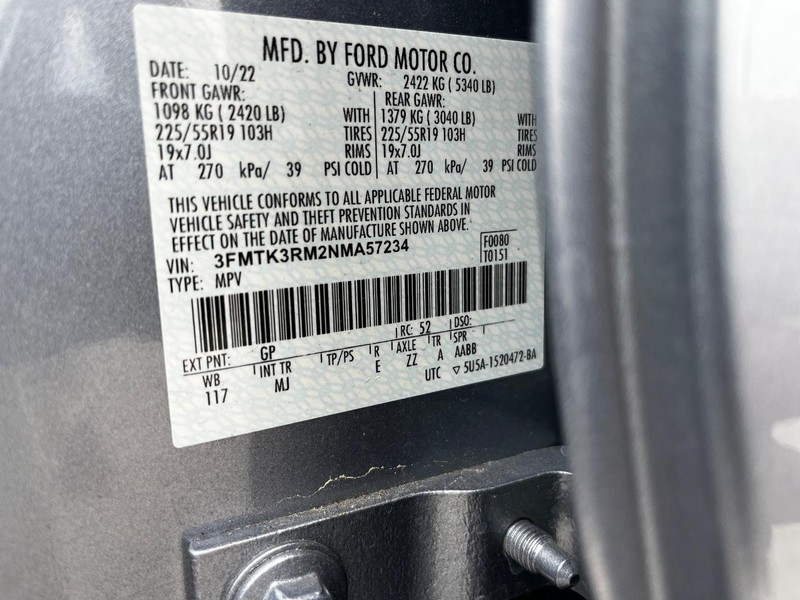 MFD. BY FORD MOTOR CO.
DATE: 10/22 GVWR: 2422 KG ( 5340 LB)
FRONT GAWR: REAR GAWR:
1098 KG ( 2420 LB) WITH 1379 KG ( 3040 LB) WITH
225/55R19 103H TIRES 225/55R19 103H TIRES
19x7.0J RIMS 19x7.0J RIMS
AT 270 kPa/ 39 PSI COLD AT 270 kPa/ 39 PSI COLD
THIS VEHICLE CONFORMS TO ALL APPLICABLE FEDERAL MOTOR
VEHICLE SAFETY AND THEFT PREVENTION STANDARDS IN
EFFECT ON THE DATE OF MANUFACTURE SHOWN ABOVE.
VIN: 3FMTK3RM2NMA57234 F0080
TYPE: MPV T0151
EXT PNT: GP RC: 52 DSO:
WB INT TR TP/PS R AXLE TR SPR
117 MJ E ZZ A AABB
UTC ▽ 5U5A-1520472-BA